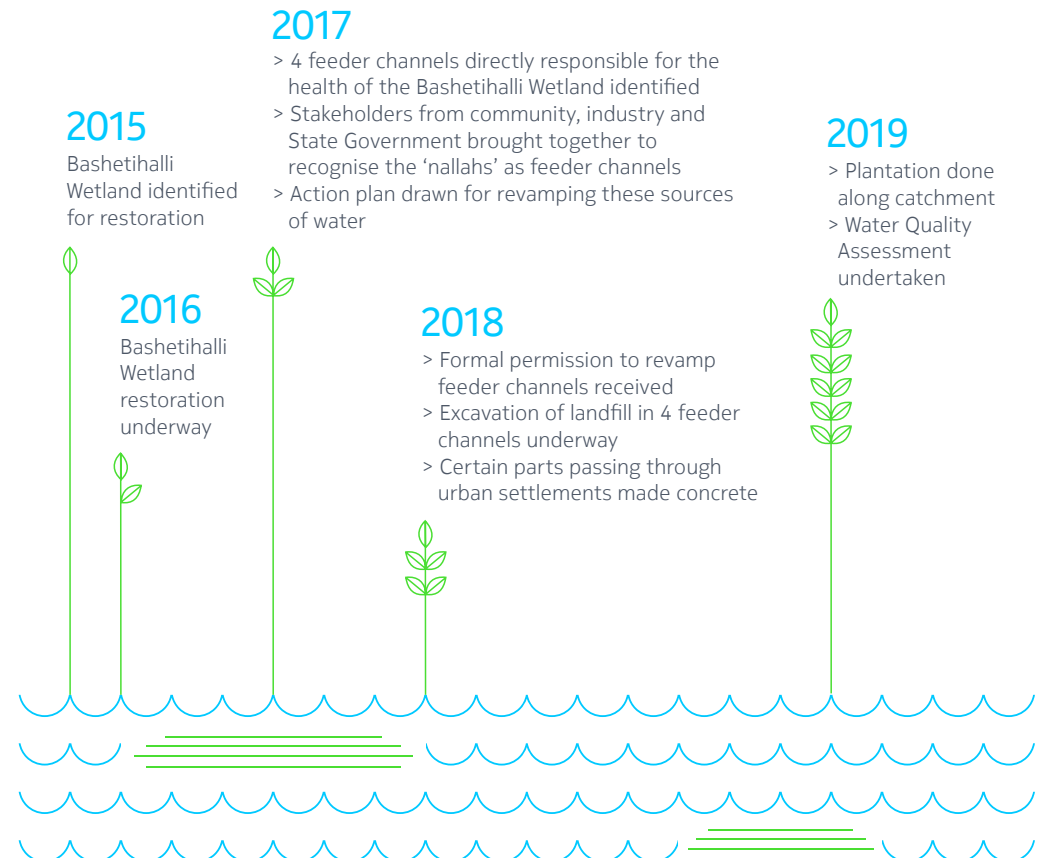 2015
Bashetihalli
Wetland identified
for restoration
2016
Bashetihalli
Wetland
restoration
underway
2017
> 4 feeder channels directly responsible for the
health of the Bashetihalli Wetland identified
> Stakeholders from community, industry and
State Government brought together to
recognise the ‘nallahs’ as feeder channels
> Action plan drawn for revamping these sources
of water
2018
> Formal permission to revamp
feeder channels received
> Excavation of landfill in 4 feeder
channels underway
> Certain parts passing through
urban settlements made concrete
2019
> Plantation done
along catchment
> Water Quality
Assessment
undertaken